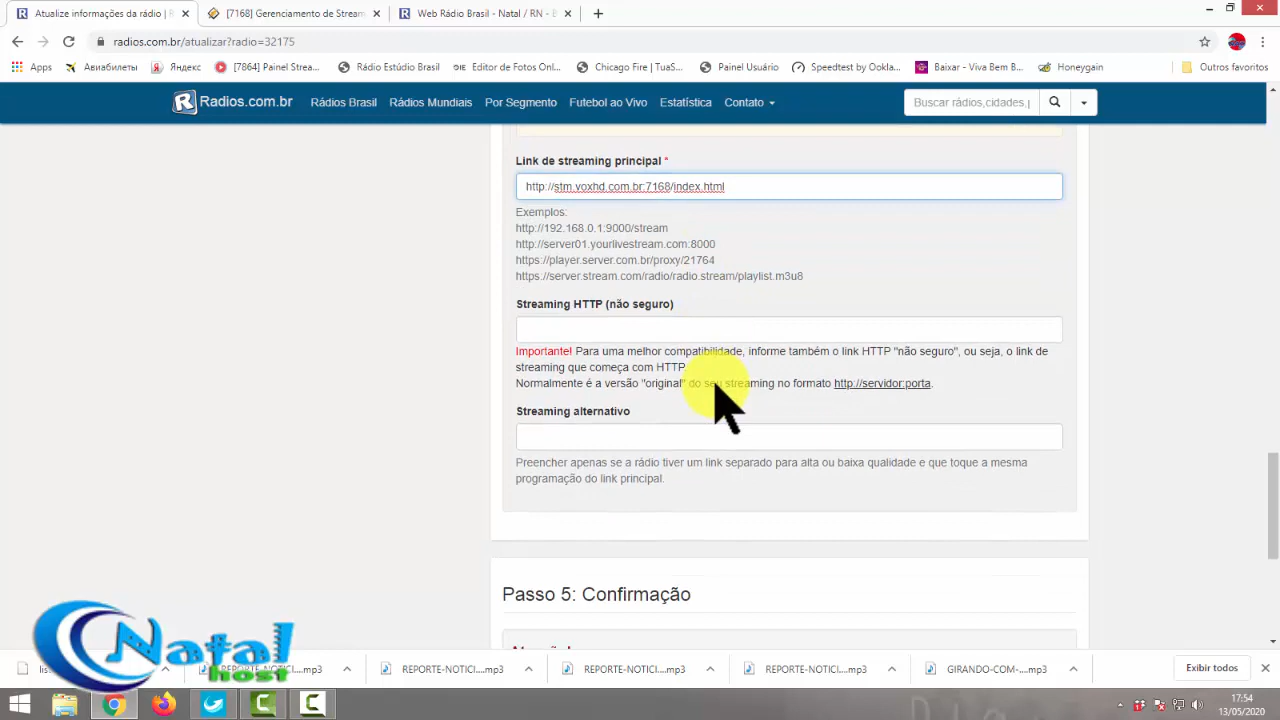 Atualize informações da rádio | R
[7168] Gerenciamento de Stream
Web Rádio Brasil - Natal / RN - B
radios.com.br/atualizar?radio=32175
Apps
Авиабилеты
Яндекс
[7864] Painel Strea...
Rádio Estúdio Brasil
Editor de Fotos Onl...
Chicago Fire | TuaS...
Painel Usuário
Speedtest by Ookla...
Baixar - Viva Bem B...
Honeygain
Outros favoritos
R Radios.com.br
Rádios Brasil
Rádios Mundiais
Por Segmento
Futebol ao Vivo
Estatística
Contato
Buscar rádios,cidades,p
Link de streaming principal *
http://stm.voxhd.com.br:7168/index.html
Exemplos:
http://192.168.0.1:9000/stream
http://server01.yourlivestream.com:8000
https://player.server.com.br/proxy/21764
https://server.stream.com/radio/radio.stream/playlist.m3u8
Streaming HTTP (não seguro)
Importante! Para uma melhor compatibilidade, informe também o link HTTP "não seguro", ou seja, o link de
streaming que começa com HTTP
Normalmente é a versão "original" do seu streaming no formato http://servidor:porta.
Streaming alternativo
Preencher apenas se a rádio tiver um link separado para alta ou baixa qualidade e que toque a mesma
programação do link principal.
Passo 5: Confirmação
Natal
host
REPORTE-NOTICI....mp3
REPORTE-NOTICI....mp3
REPORTE-NOTICI....mp3
REPORTE-NOTICI....mp3
GIRANDO-COM-....mp3
Exibir todos
17:54
13/05/2020